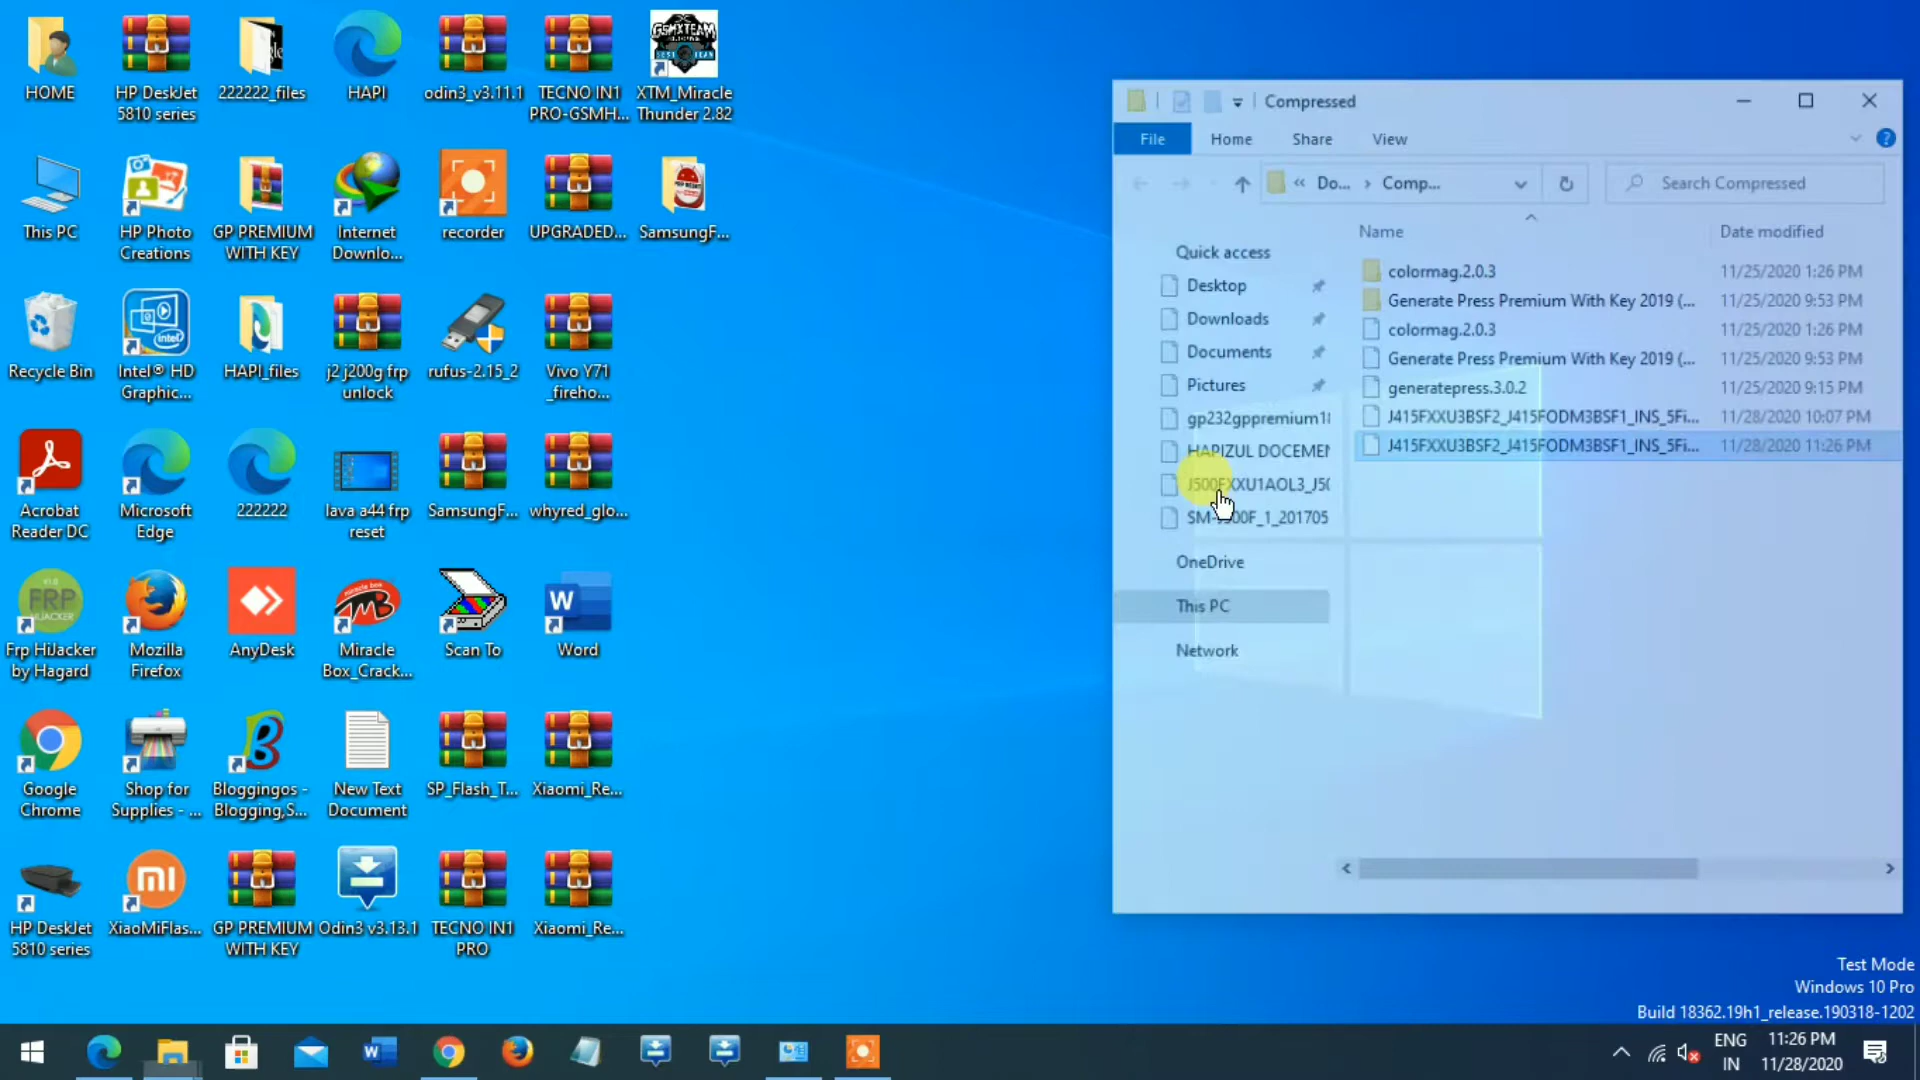 HOME
HP DeskJet
5810 series
222222_files
HAPI
odin3_v3.11.1
TECNO IN1
PRO-GSMH...
XTM_Miracle
Thunder 2.82
This PC
HP Photo
Creations
GP PREMIUM
WITH KEY
Internet
Downlo...
recorder
UPGRADED...
SamsungF...
Recycle Bin
Intel® HD
Graphic...
HAPI_files
j2 j200g frp
unlock
rufus-2.15_2
Vivo Y71
_fireho...
Acrobat
Reader DC
Microsoft
Edge
222222
lava a44 frp
reset
SamsungF...
whyred_glo...
Frp HiJacker
by Hagard
Mozilla
Firefox
AnyDesk
Miracle
Box_Crack...
Scan To
Word
Google
Chrome
Shop for
Supplies - ...
Bloggingos -
Blogging,S...
New Text
Document
SP_Flash_T...
Xiaomi_Re...
HP DeskJet
5810 series
XiaoMiFlas...
GP PREMIUM
WITH KEY
Odin3 v3.13.1
TECNO IN1
PRO
Xiaomi_Re...
Compressed
File Home Share View
« Do... › Comp...
Search Compressed
Name Date modified
Quick access
Desktop
Downloads
Documents
Pictures
gp232gppremium18
HAPIZUL DOCEMEN
J500FXXU1AOL3_J50
SM-J500F_1_201705
OneDrive
This PC
Network
colormag.2.0.3 11/25/2020 1:26 PM
Generate Press Premium With Key 2019 (... 11/25/2020 9:53 PM
colormag.2.0.3 11/25/2020 1:26 PM
Generate Press Premium With Key 2019 (... 11/25/2020 9:53 PM
generatepress.3.0.2 11/25/2020 9:15 PM
J415FXXU3BSF2_J415FODM3BSF1_INS_5Fi... 11/28/2020 10:07 PM
J415FXXU3BSF2_J415FODM3BSF1_INS_5Fi... 11/28/2020 11:26 PM
Test Mode
Windows 10 Pro
Build 18362.19h1_release.190318-1202
ENG
IN
11:26 PM
11/28/2020